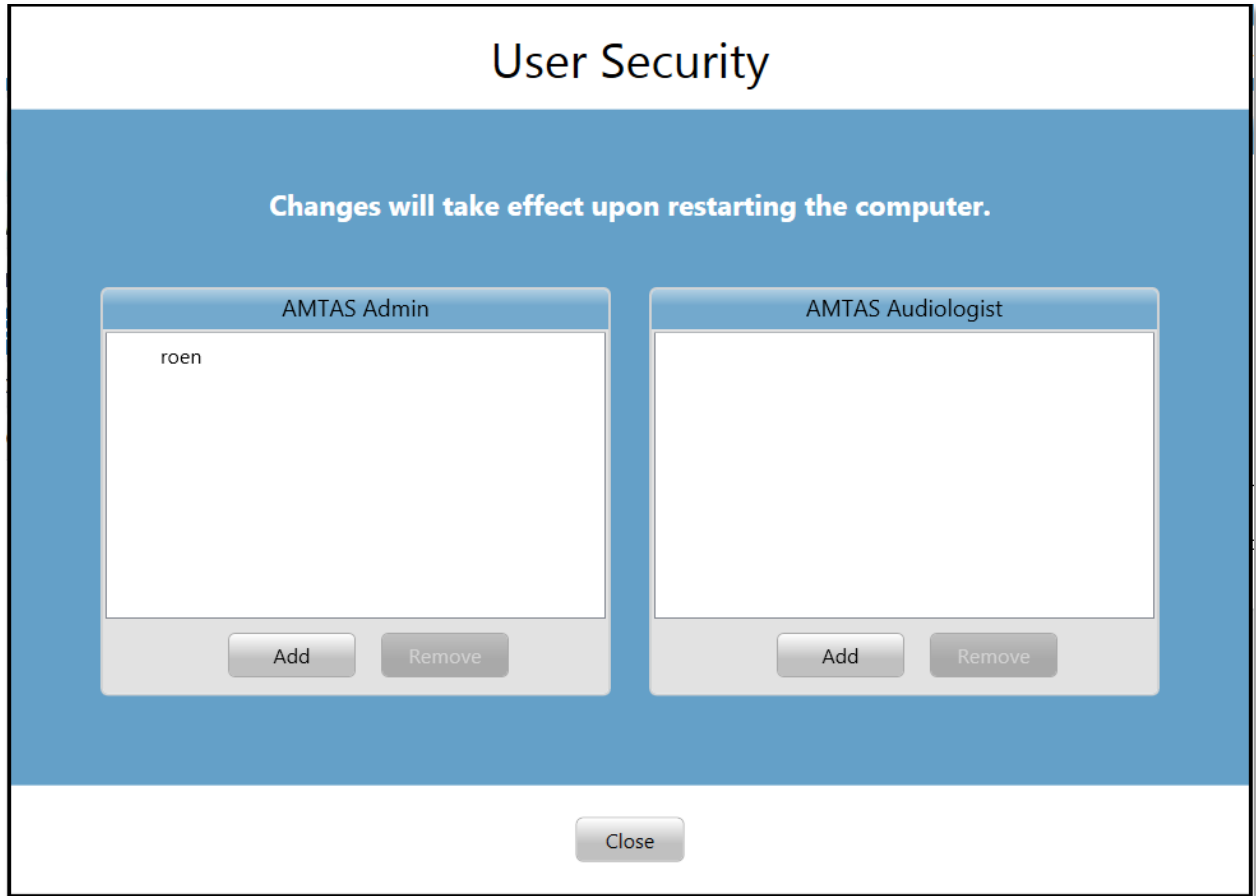 User Security
Changes will take effect upon restarting the computer.
AMTAS Admin
roen
Add
Remove
AMTAS Audiologist
Add
Remove
Close